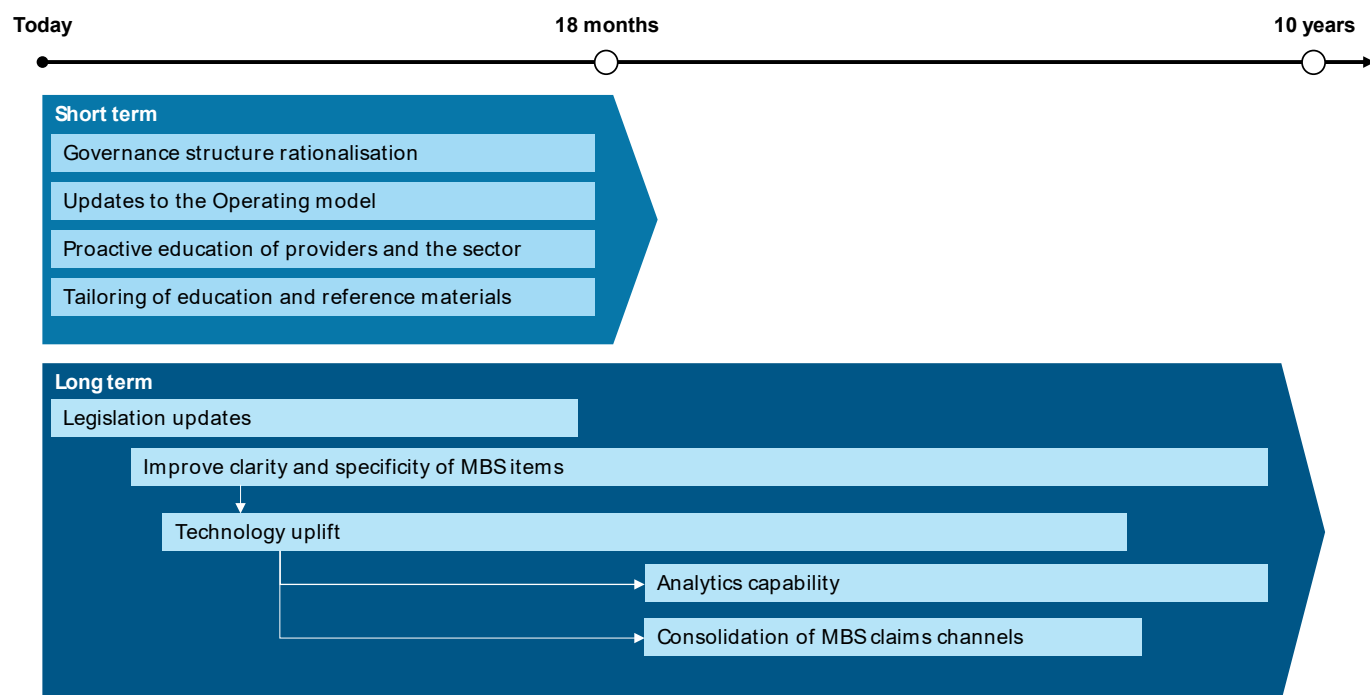 Today
18 months
10 years
Short term
Governance structure rationalisation
Updates to the Operating model
Proactive education of providers and the sector
Tailoring of education and reference materials
Long term
Legislation updates
Improve clarity and specificity of MBS items
Technology uplift
Analytics capability
Consolidation of MBS claims channels